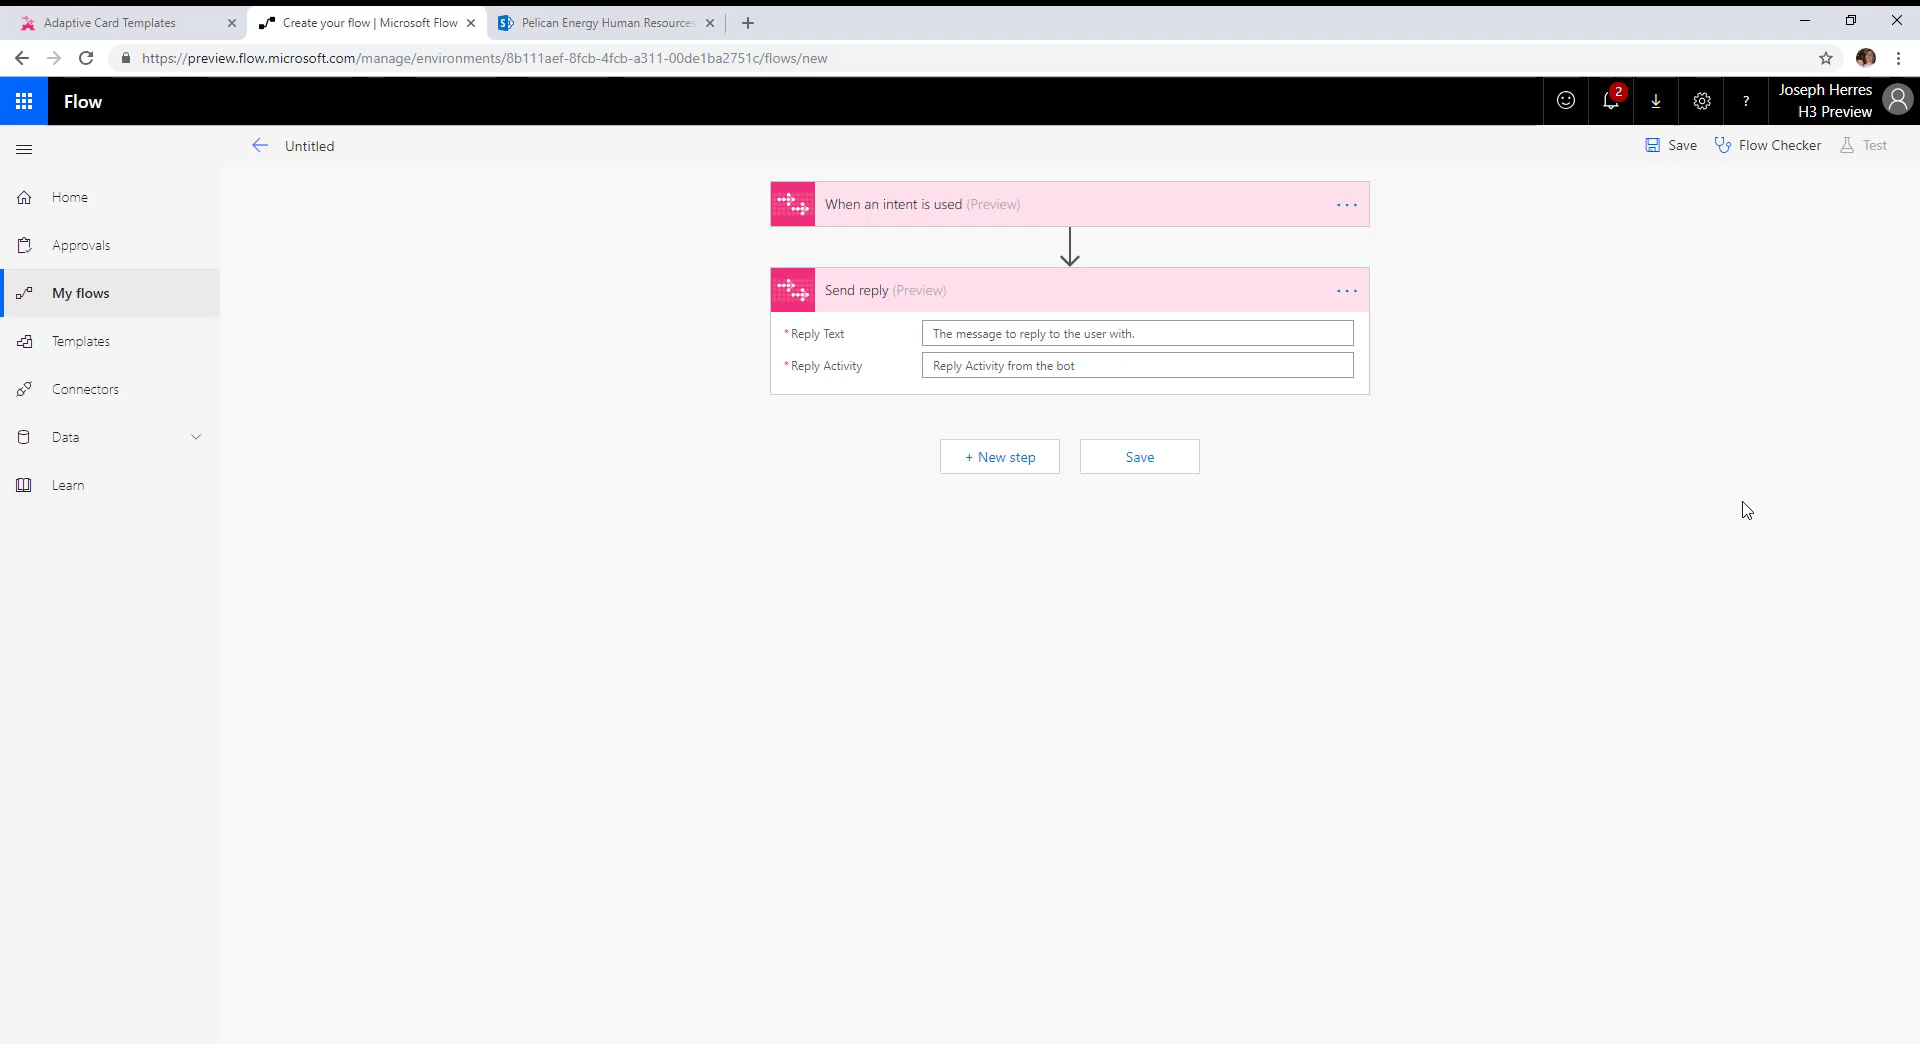 Adaptive Card Templates
Create your flow | Microsoft Flow
Pelican Energy Human Resources
https://preview.flow.microsoft.com/manage/environments/8b111aef-8fcb-4fcb-a311-00de1ba2751c/flows/new
Flow
2
?
Joseph Herres
H3 Preview
Untitled
Save
Flow Checker
Test
Home
Approvals
My flows
Templates
Connectors
Data
Learn
When an intent is used (Preview)
Send reply (Preview)
* Reply Text
The message to reply to the user with.
* Reply Activity
Reply Activity from the bot
+ New step
Save